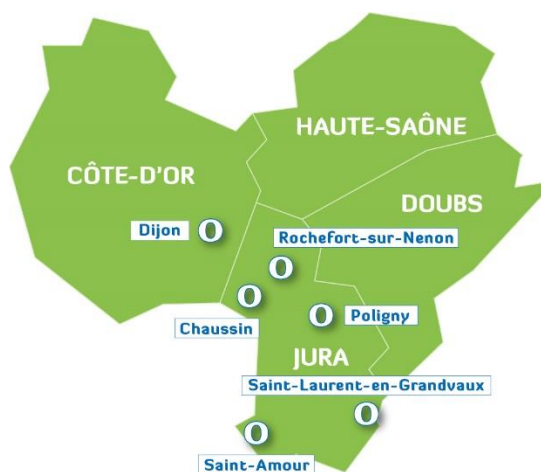 HAUTE-SAÔNE
CÔTE-D'OR
DOUBS
Dijon
O
Rochefort-sur-Nenon
O
O
Chaussin
O
Poligny
JURA
Saint-Laurent-en-Grandvaux
O
O
Saint-Amour